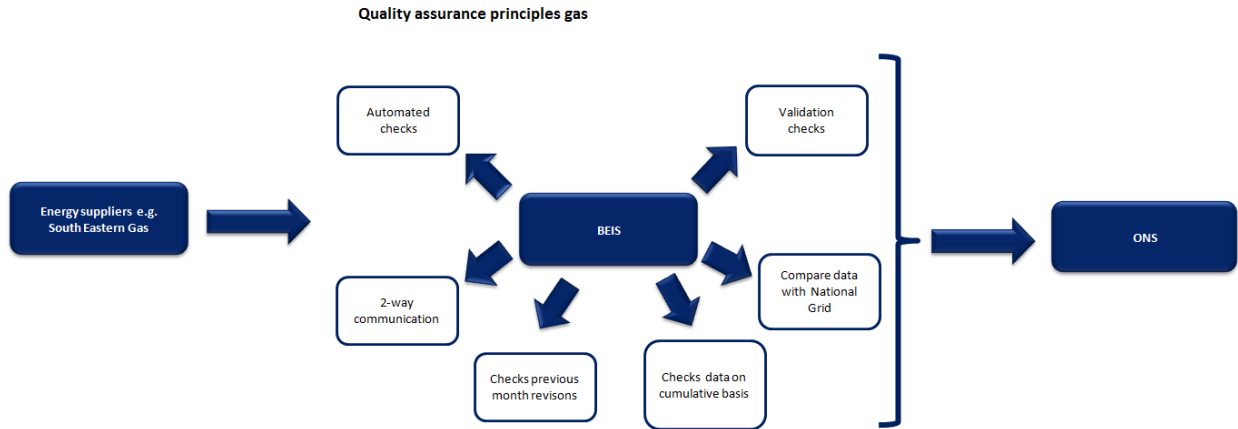 Quality assurance principles gas
Automated
checks
Validation
checks
Energy suppliers e.g.
South Eastern Gas
BEIS
ONS
2-way
communication
Compare data
with National
Grid
Checks previous
month revisons
Checks data on
cumulative basis